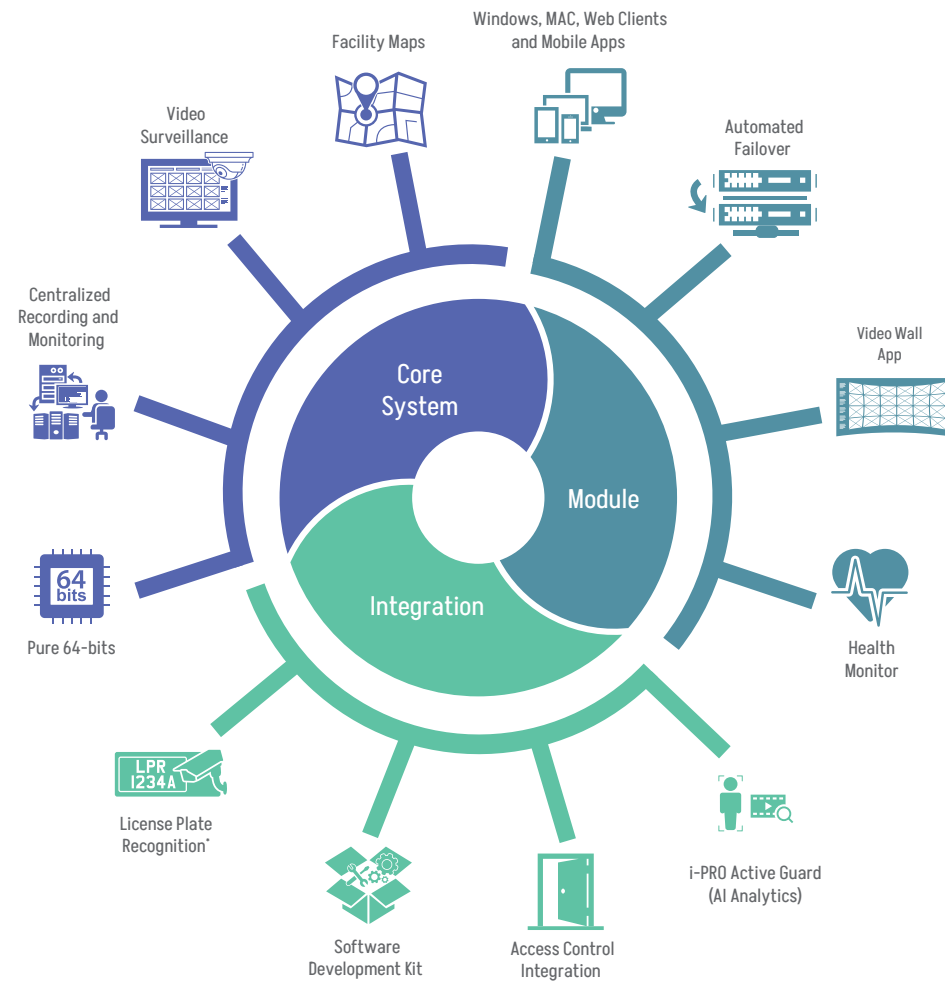 Windows, MAC, Web Clients
and Mobile Apps
Facility Maps
Video
Surveillance
Automated
Failover
Centralized
Recording and
Monitoring
Video Wall
App
Core
System
Module
Integration
64
bits
Pure 64-bits
Health
Monitor
LPR
1234A
License Plate
Recognition*
i-PRO Active Guard
(AI Analytics)
Software
Development Kit
Access Control
Integration